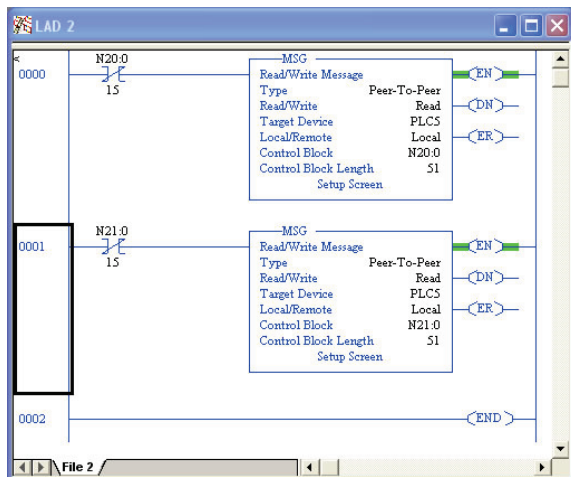 LAD 2
<
0000
N20:0
15
MSG
Read/Write Message
Type Peer-To-Peer
Read/Write Read
Target Device PLC5
Local/Remote Local
Control Block N20:0
Control Block Length 51
Setup Screen
EN
DN
ER
0001
N21:0
15
MSG
Read/Write Message
Type Peer-To-Peer
Read/Write Read
Target Device PLC5
Local/Remote Local
Control Block N21:0
Control Block Length 51
Setup Screen
EN
DN
ER
0002
END
File 2